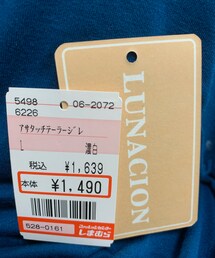 5498 06-2072
6226
ｱｻﾀｯﾁﾃｰﾗｰｼﾞﾚ
L 濃白
税込 ¥1,639
本体 ¥1,490
528-0161
しまむら
LUNACION